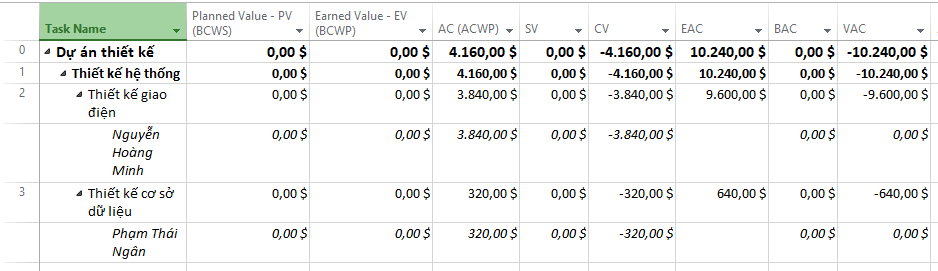 Task Name Planned Value - PV (BCWS) Earned Value - EV (BCWP) AC (ACWP) SV CV EAC BAC VAC
0 Dự án thiết kế 0,00 $ 0,00 $ 4.160,00 $ 0,00 $ -4.160,00 $ 10.240,00 $ 0,00 $ -10.240,00 $
1 Thiết kế hệ thống 0,00 $ 0,00 $ 4.160,00 $ 0,00 $ -4.160,00 $ 10.240,00 $ 0,00 $ -10.240,00 $
2 Thiết kế giao 0,00 $ 0,00 $ 3.840,00 $ 0,00 $ -3.840,00 $ 9.600,00 $ 0,00 $ -9.600,00 $
điện
Nguyễn 0,00 $ 0,00 $ 3.840,00 $ 0,00 $ -3.840,00 $ 0,00 $ 0,00 $
Hoàng
Minh
3 Thiết kế cơ sở 0,00 $ 0,00 $ 320,00 $ 0,00 $ -320,00 $ 640,00 $ 0,00 $ -640,00 $
dữ liệu
Phạm Thái 0,00 $ 0,00 $ 320,00 $ 0,00 $ -320,00 $ 0,00 $ 0,00 $
Ngân